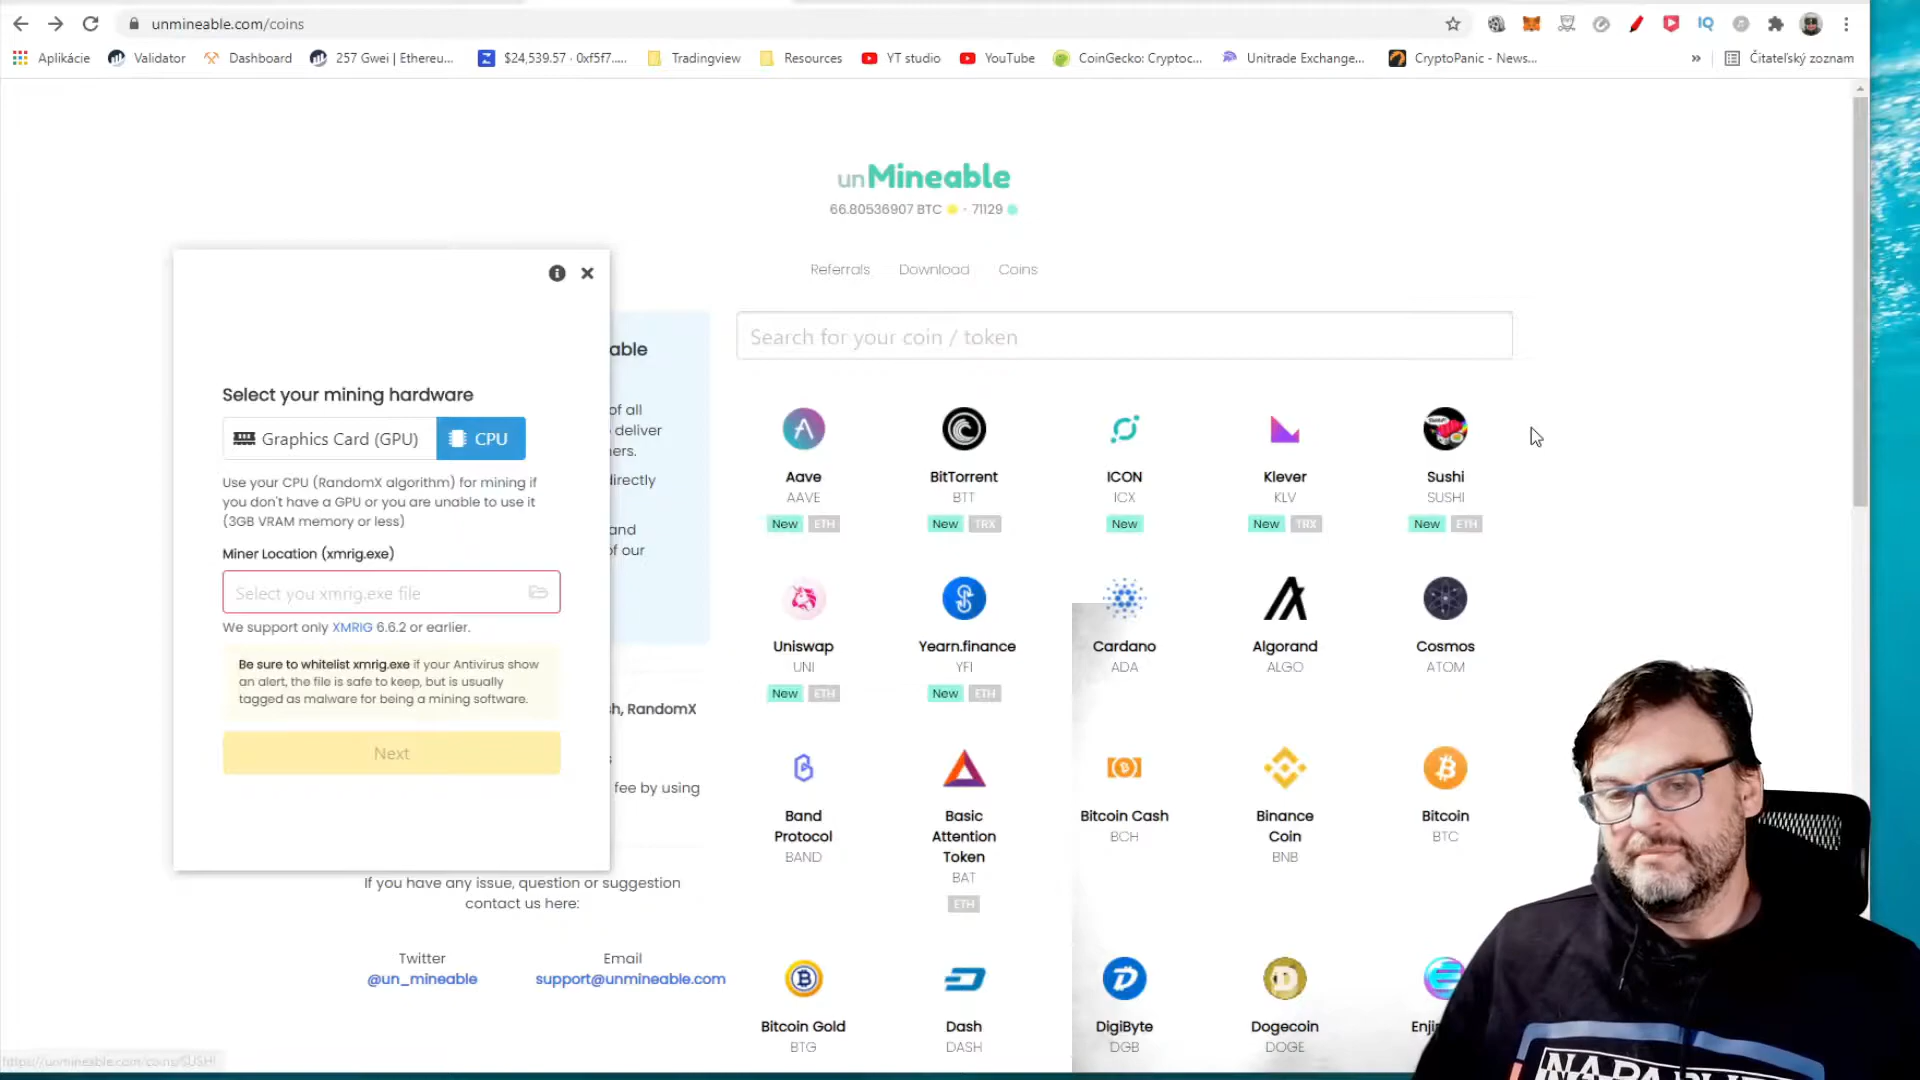 unmineable.com/coins
IQ
Aplikácie
Validator
Dashboard
257 Gwei | Ethereu...
$24,539.57 · 0xf5f7.....
Tradingview
Resources
YT studio
YouTube
CoinGecko: Cryptoc...
Unitrade Exchange...
CryptoPanic - News...
»
Čitateľský zoznam
unMineable
66.80536907 BTC · 71129
Referrals
Download
Coins
Search for your coin / token
Select your mining hardware
Graphics Card (GPU)
CPU
Use your CPU (RandomX algorithm) for mining if
you don't have a GPU or you are unable to use it
(3GB VRAM memory or less)
Miner Location (xmrig.exe)
Select you xmrig.exe file
We support only XMRIG 6.6.2 or earlier.
Be sure to whitelist xmrig.exe if your Antivirus show
an alert, the file is safe to keep, but is usually
tagged as malware for being a mining software.
Next
able
of all
deliver
ers.
directly
and
of our
h, RandomX
fee by using
If you have any issue, question or suggestion
contact us here:
Twitter
@un_mineable
Email
support@unmineable.com
Aave
AAVE
New ETH
BitTorrent
BTT
New TRX
ICON
ICX
New
Klever
KLV
New TRX
Sushi
SUSHI
New ETH
Uniswap
UNI
New ETH
Yearn.finance
YFI
New ETH
Cardano
ADA
Algorand
ALGO
Cosmos
ATOM
Band
Protocol
BAND
Basic
Attention
Token
BAT
ETH
Bitcoin Cash
BCH
Binance
Coin
BNB
Bitcoin
BTC
Bitcoin Gold
BTG
Dash
DASH
DigiByte
DGB
Dogecoin
DOGE
Enji
https://unmineable.com/coins/SUSHI